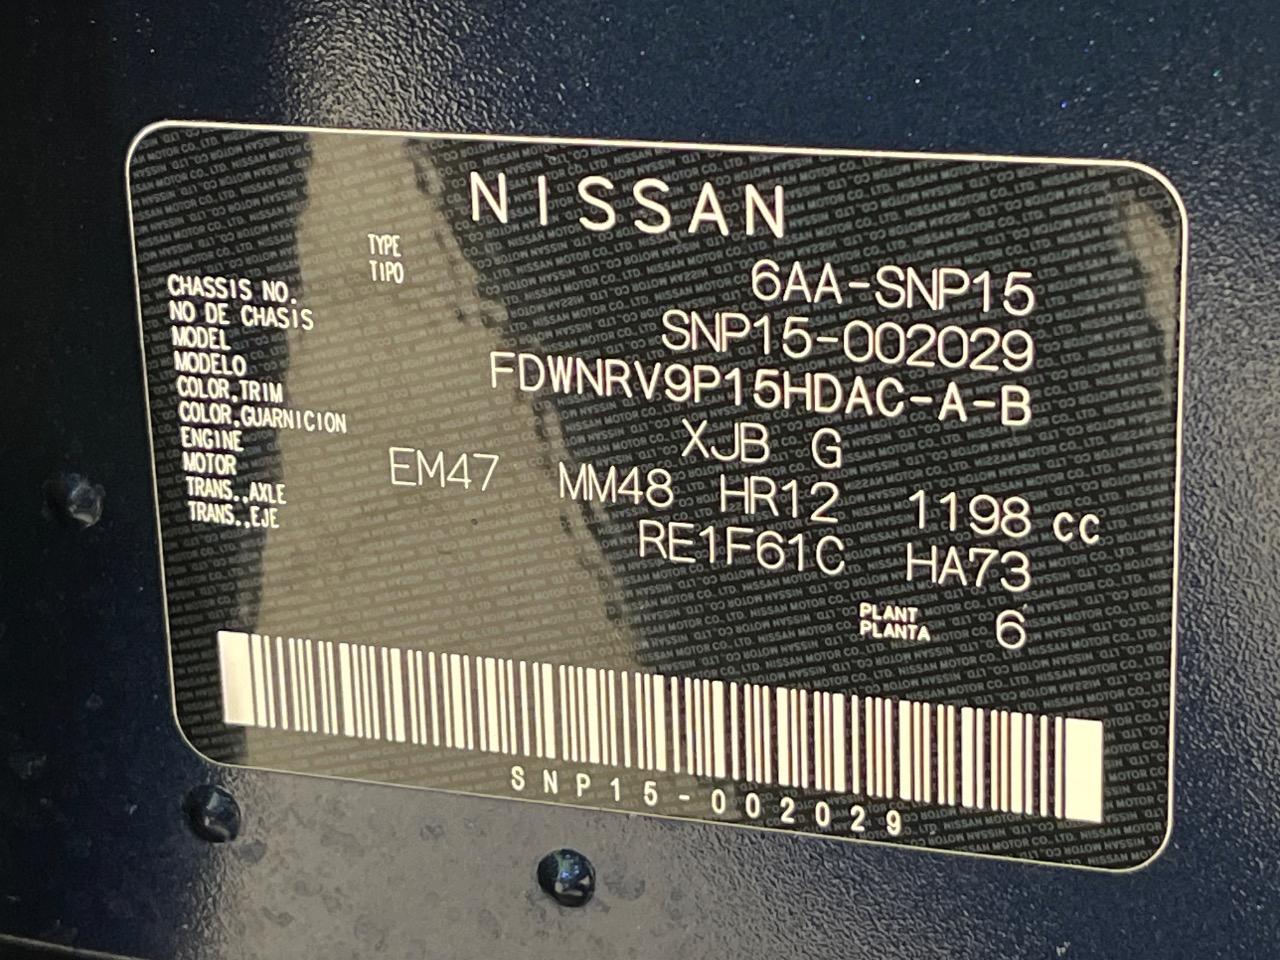 NISSAN
TYPE
TIPO 6AA-SNP15
CHASSIS NO.
NO DE CHASIS SNP15-002029
MODEL
MODELO FDWNRV9P15HDAC-A-B
COLOR,TRIM
COLOR,GUARNICION XJB G
ENGINE
MOTOR EM47 MM48 HR12 1198 CC
TRANS.,AXLE
TRANS.,EJE RE1F61C HA73
PLANT
PLANTA 6
SNP15-002029